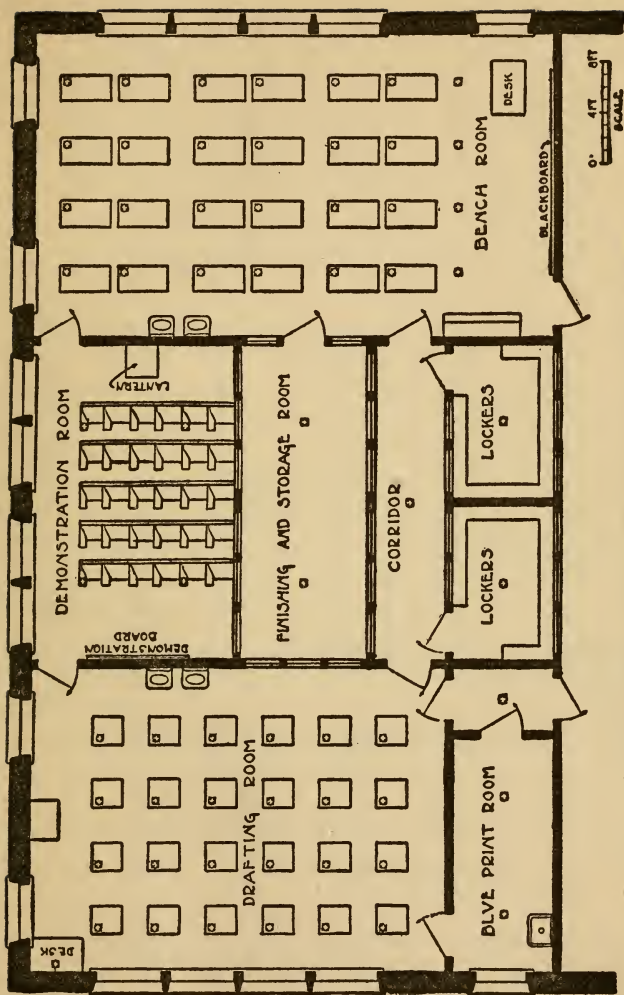 DESK
BENCH ROOM
BLACKBOARD
0' 4FT 8FT
SCALE
DEMONSTRATION ROOM
LANTERN
DEMONSTRATION
BOARD
FINISHING AND STORAGE ROOM
CORRIDOR
LOCKERS
LOCKERS
DRAFTING ROOM
DESK
BLVE PRINT ROOM